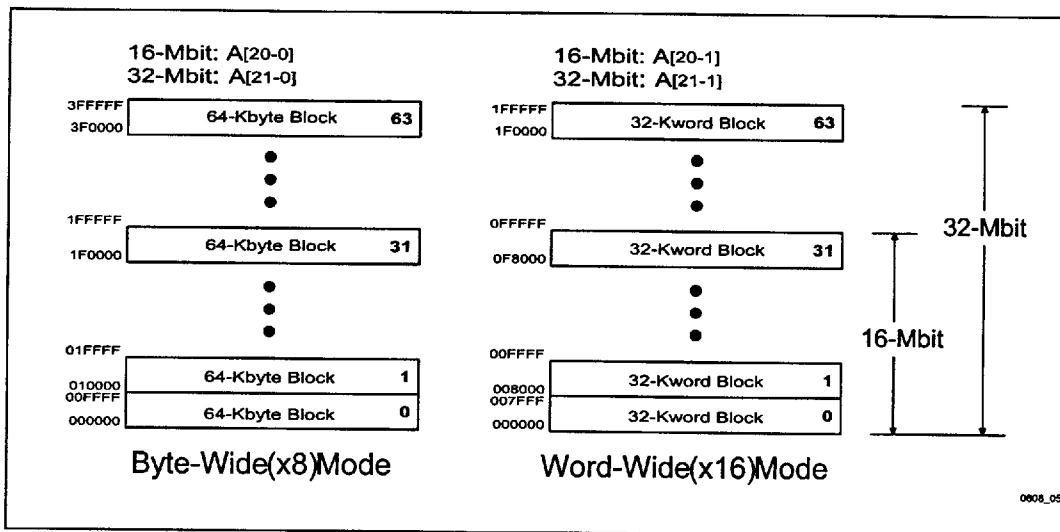 16-Mbit: A[20-0]
32-Mbit: A[21-0]
3FFFFF
3F0000
64-Kbyte Block 63
1FFFFF
1F0000
64-Kbyte Block 31
01FFFF
010000
64-Kbyte Block 1
00FFFF
000000
64-Kbyte Block 0
Byte-Wide(x8)Mode
16-Mbit: A[20-1]
32-Mbit: A[21-1]
1FFFFF
1F0000
32-Kword Block 63
0FFFFF
0F8000
32-Kword Block 31
00FFFF
008000
32-Kword Block 1
007FFF
000000
32-Kword Block 0
Word-Wide(x16)Mode
32-Mbit
16-Mbit
0608_05